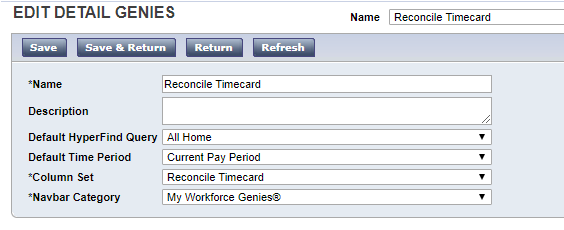 EDIT DETAIL GENIES
Name Reconcile Timecard
Save Save & Return Return Refresh
*Name Reconcile Timecard
Description
Default HyperFind Query All Home
Default Time Period Current Pay Period
*Column Set Reconcile Timecard
*Navbar Category My Workforce Genies®